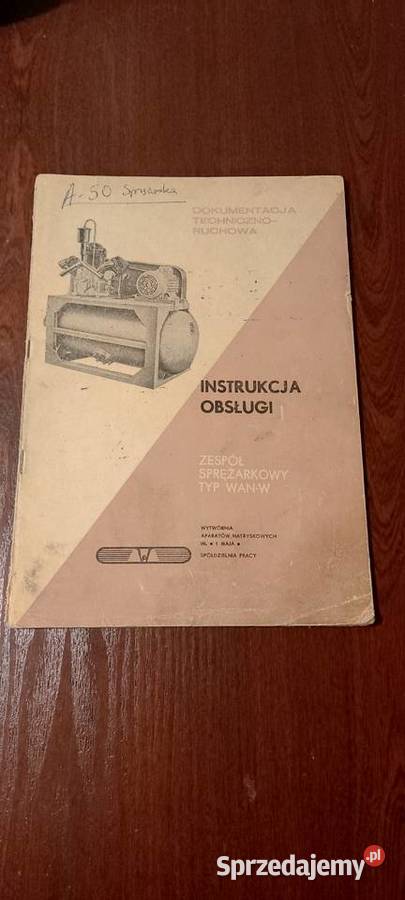 A-50 Sprężarka
DOKUMENTACJA
TECHNICZNO-
RUCHOWA
INSTRUKCJA
OBSŁUGI
ZESPÓŁ
SPRĘŻARKOWY
TYP WAN-W
WYTWÓRNIA
APARATÓW NATRYSKOWYCH
IM. • 1 MAJA •
SPÓŁDZIELNIA PRACY
Sprzedajemy.pl